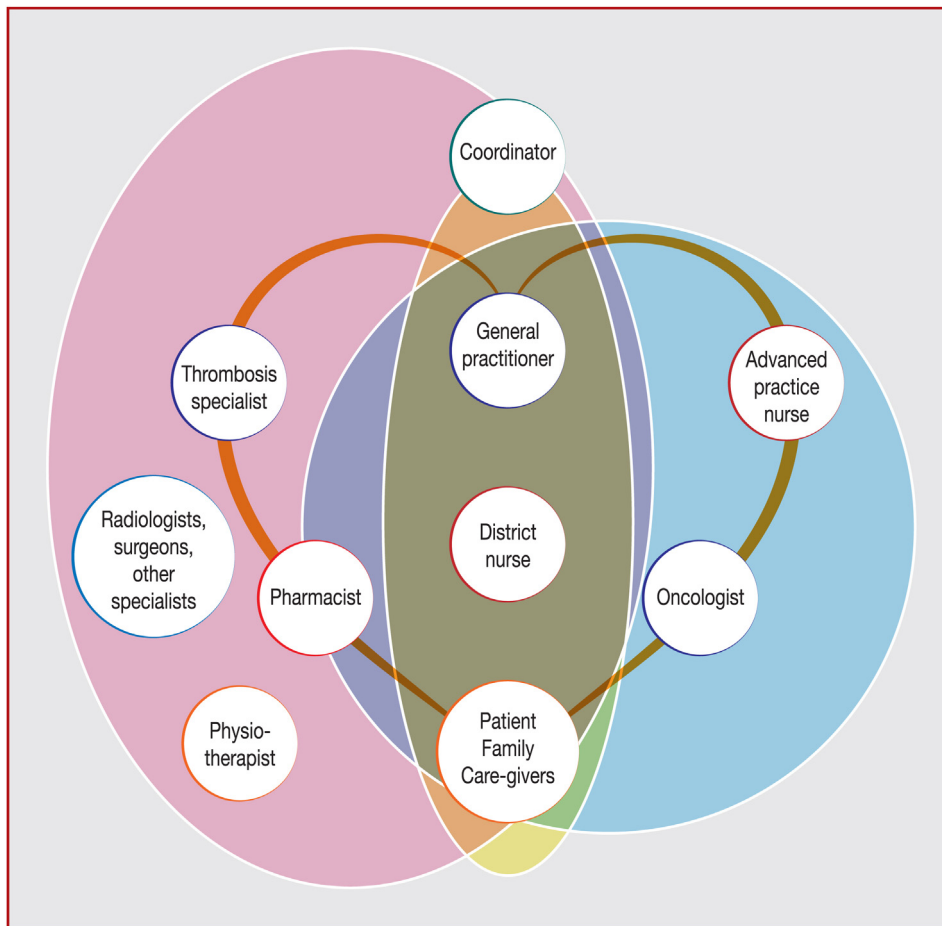 Coordinator
General
practitioner
Thrombosis
specialist
Advanced
practice
nurse
Radiologists,
surgeons,
other
specialists
Pharmacist
District
nurse
Oncologist
Physio-
therapist
Patient
Family
Care-givers